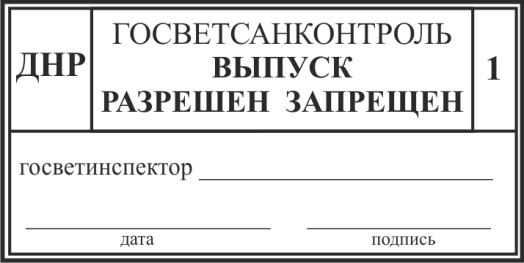 ДНР
ГОСВЕТСАНКОНТРОЛЬ
ВЫПУСК
РАЗРЕШЕН ЗАПРЕЩЕН
1
госветинспектор
дата подпись